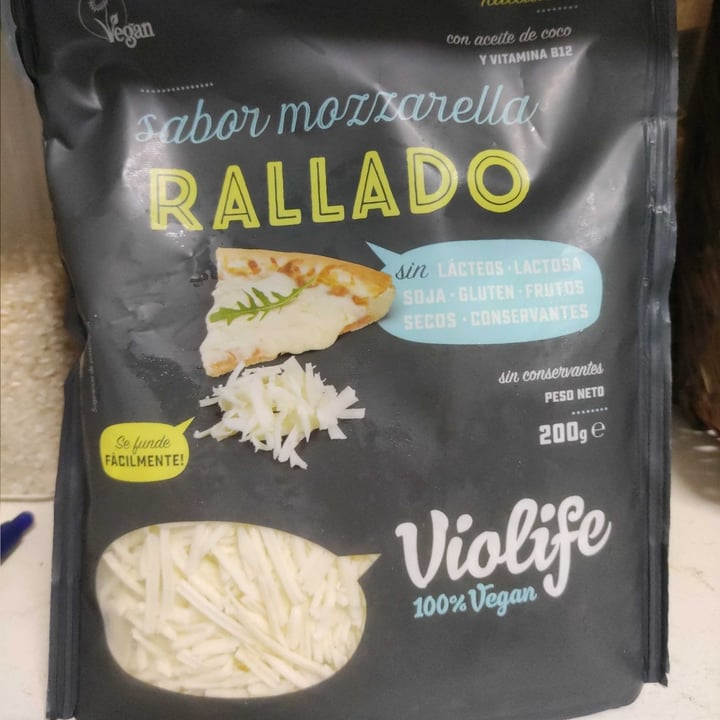 Vegan
con aceite de coco
Y VITAMINA B12
sabor mozzarella
RALLADO
sin LÁCTEOS · LACTOSA
SOJA · GLUTEN · FRUTOS
SECOS · CONSERVANTES
sin conservantes
PESO NETO
200g e
Se funde
FÁCILMENTE!
Violife
100% Vegan